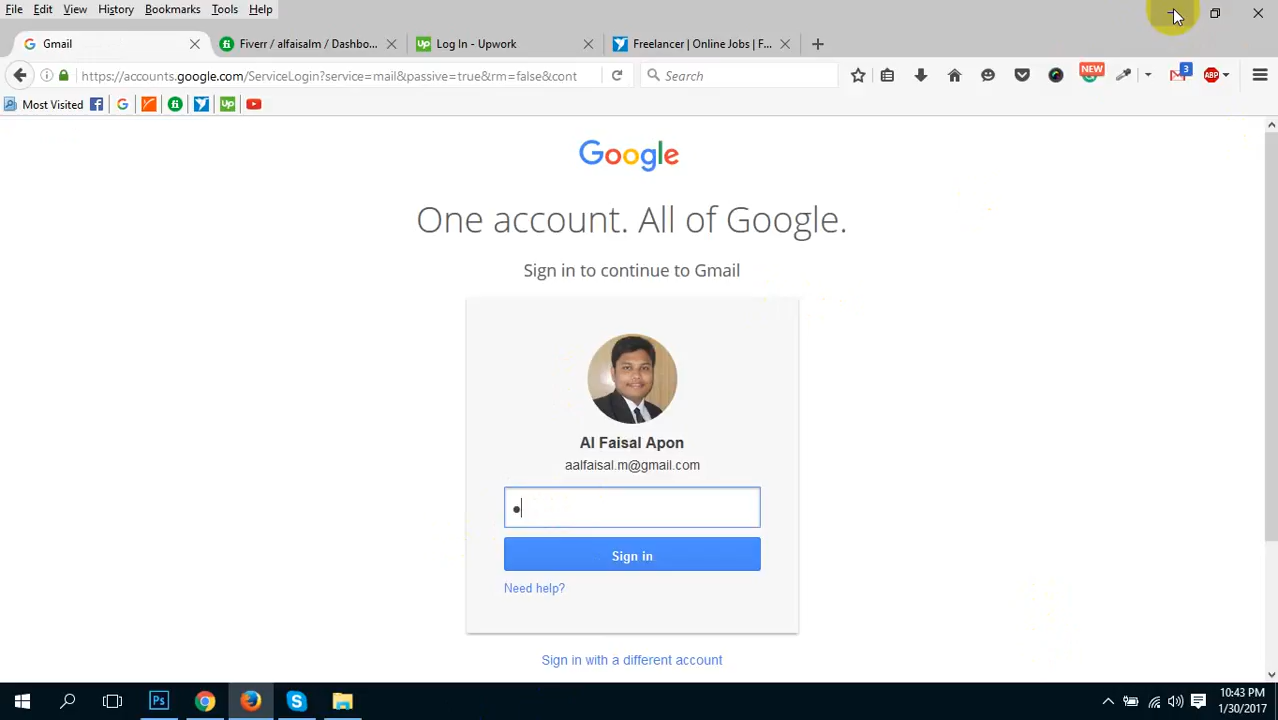 File Edit View History Bookmarks Tools Help
Gmail
Fiverr / alfaisalm / Dashbo...
Log In - Upwork
Freelancer | Online Jobs | F...
https://accounts.google.com/ServiceLogin?service=mail&passive=true&rm=false&cont
Search
NEW
3
ABP
Most Visited
Google
One account. All of Google.
Sign in to continue to Gmail
Al Faisal Apon
aalfaisal.m@gmail.com
Sign in
Need help?
Sign in with a different account
Ps
10:43 PM
1/30/2017